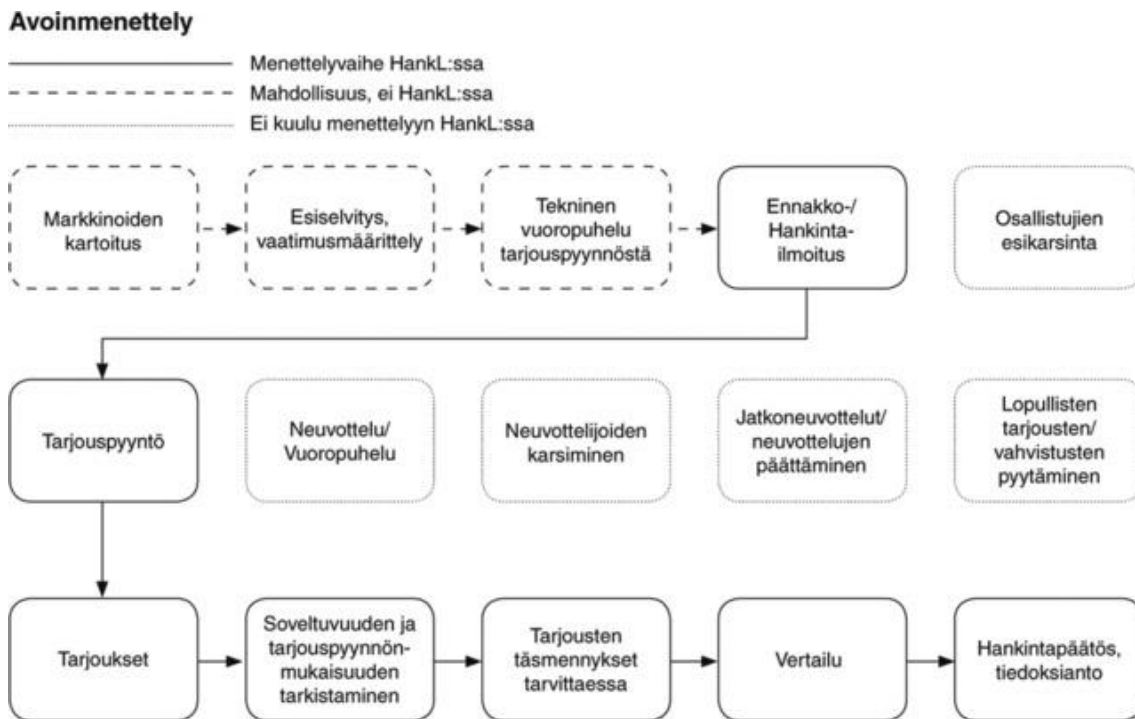 Avoinmenettely
Menettelyvaihe HankL:ssa
Mahdollisuus, ei HankL:ssa
Ei kuulu menettelyyn HankL:ssa
Markkinoiden
kartoitus
Esiselvitys,
vaatimusmäärittely
Tekninen
vuoropuhelu
tarjouspyynnöstä
Ennakko-/
Hankinta-
ilmoitus
Osallistujien
esikarsinta
Tarjouspyyntö
Neuvottelu/
Vuoropuhelu
Neuvottelijoiden
karsiminen
Jatkoneuvottelut/
neuvottelujen
päättäminen
Lopullisten
tarjousten/
vahvistusten
pyytäminen
Tarjoukset
Soveltuvuuden ja
tarjouspyynnön-
mukaisuuden
tarkistaminen
Tarjousten
täsmennykset
tarvittaessa
Vertailu
Hankintapäätös,
tiedoksianto